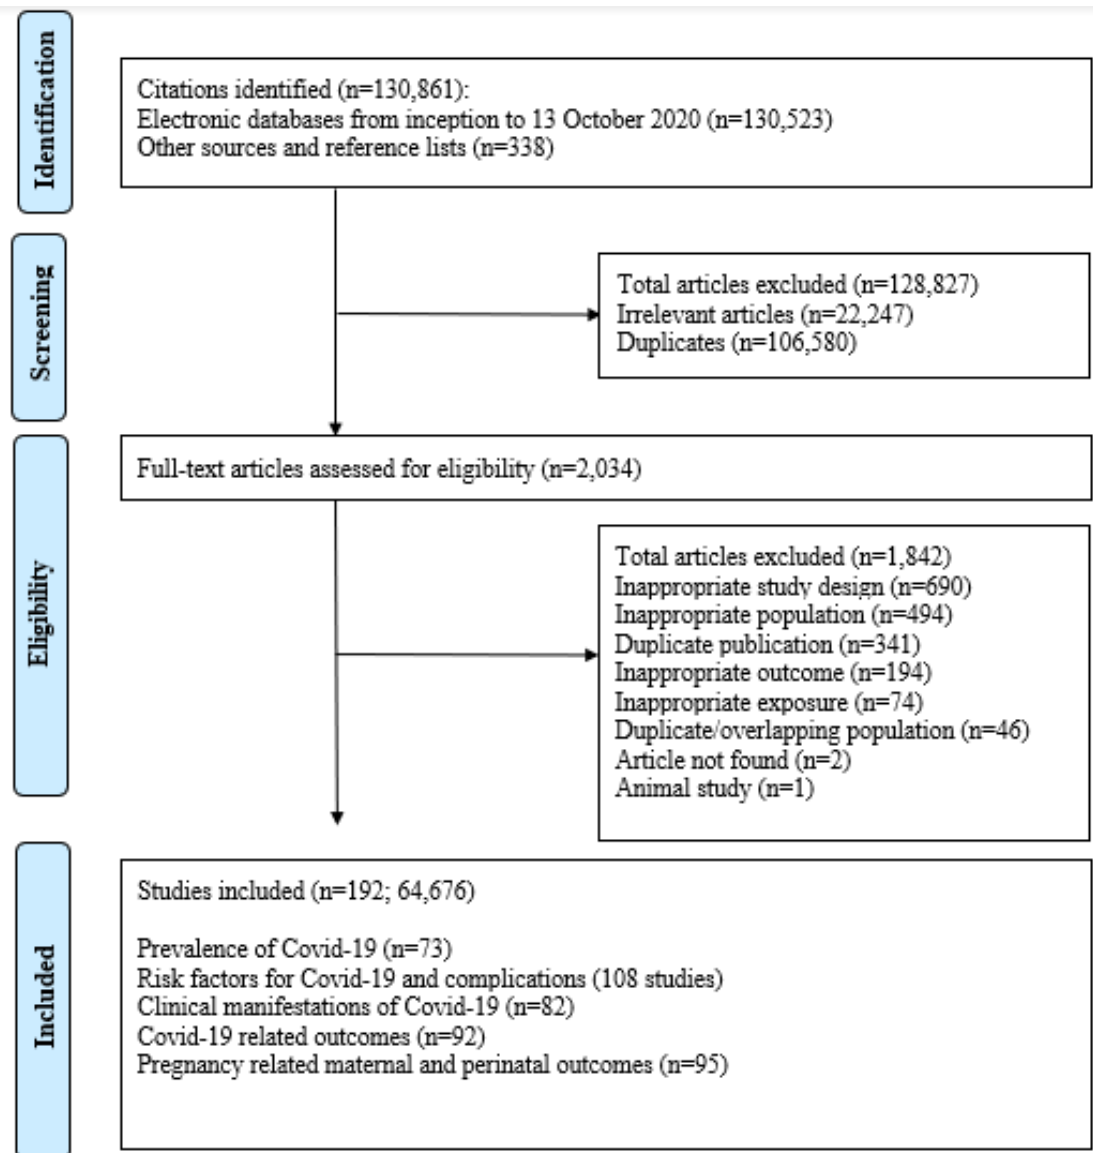 Identification
Citations identified (n=130,861):
Electronic databases from inception to 13 October 2020 (n=130,523)
Other sources and reference lists (n=338)
Screening
Total articles excluded (n=128,827)
Irrelevant articles (n=22,247)
Duplicates (n=106,580)
Eligibility
Full-text articles assessed for eligibility (n=2,034)
Total articles excluded (n=1,842)
Inappropriate study design (n=690)
Inappropriate population (n=494)
Duplicate publication (n=341)
Inappropriate outcome (n=194)
Inappropriate exposure (n=74)
Duplicate/overlapping population (n=46)
Article not found (n=2)
Animal study (n=1)
Included
Studies included (n=192; 64,676)
Prevalence of Covid-19 (n=73)
Risk factors for Covid-19 and complications (108 studies)
Clinical manifestations of Covid-19 (n=82)
Covid-19 related outcomes (n=92)
Pregnancy related maternal and perinatal outcomes (n=95)